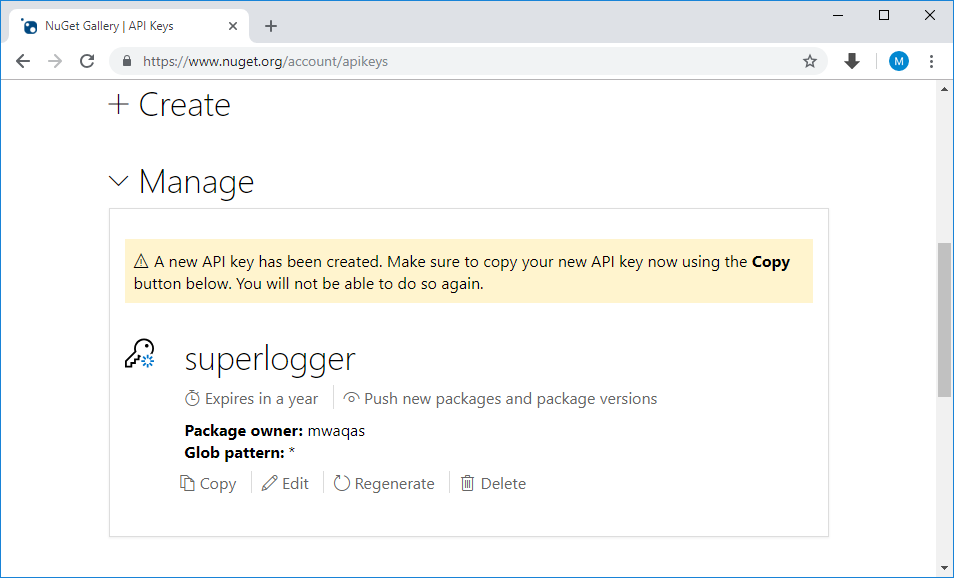 NuGet Gallery | API Keys
https://www.nuget.org/account/apikeys
M
Create
Manage
A new API key has been created. Make sure to copy your new API key now using the Copy
button below. You will not be able to do so again.
superlogger
Expires in a year
Push new packages and package versions
Package owner: mwaqas
Glob pattern: *
Copy
Edit
Regenerate
Delete